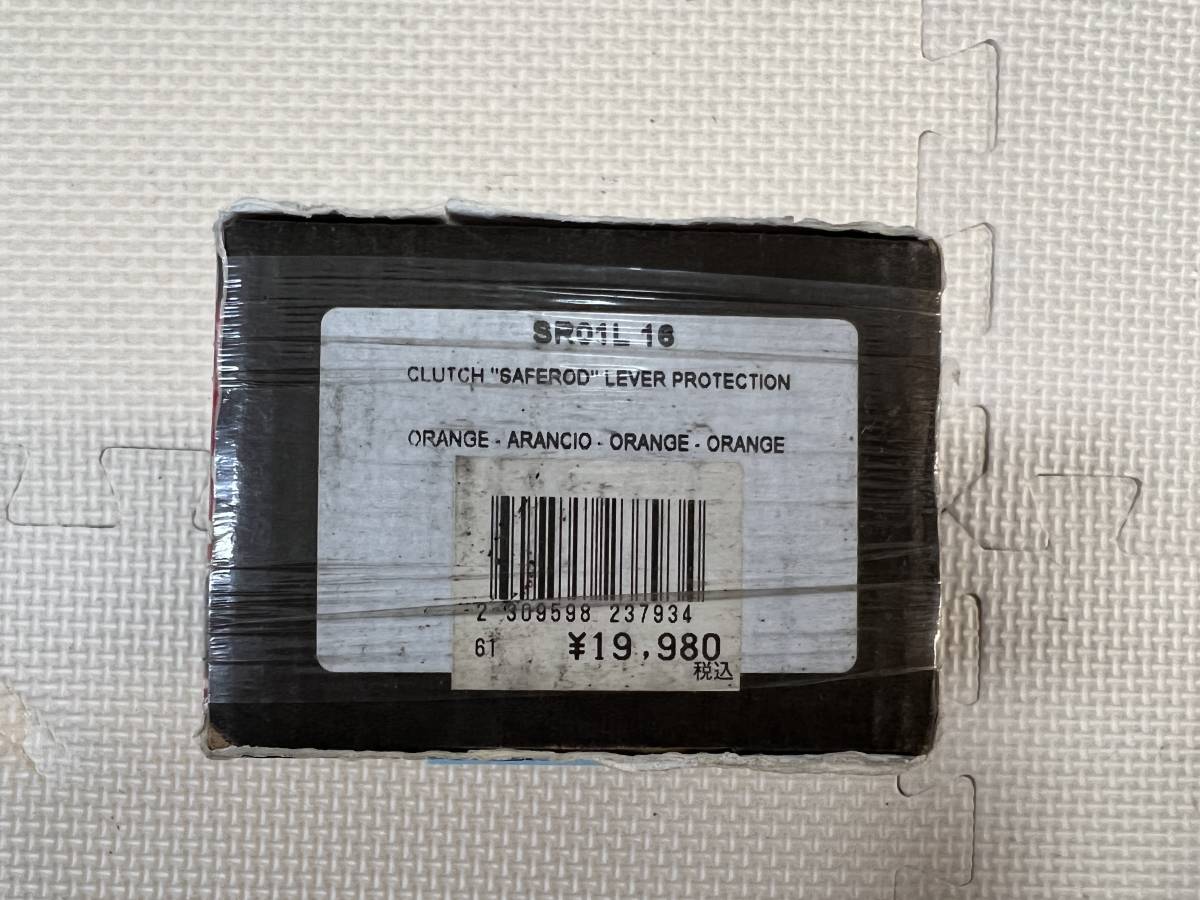 SR01L 16
CLUTCH "SAFEROD" LEVER PROTECTION
ORANGE - ARANCIO - ORANGE - ORANGE
2 309598 237934
61 ¥19,980
税込